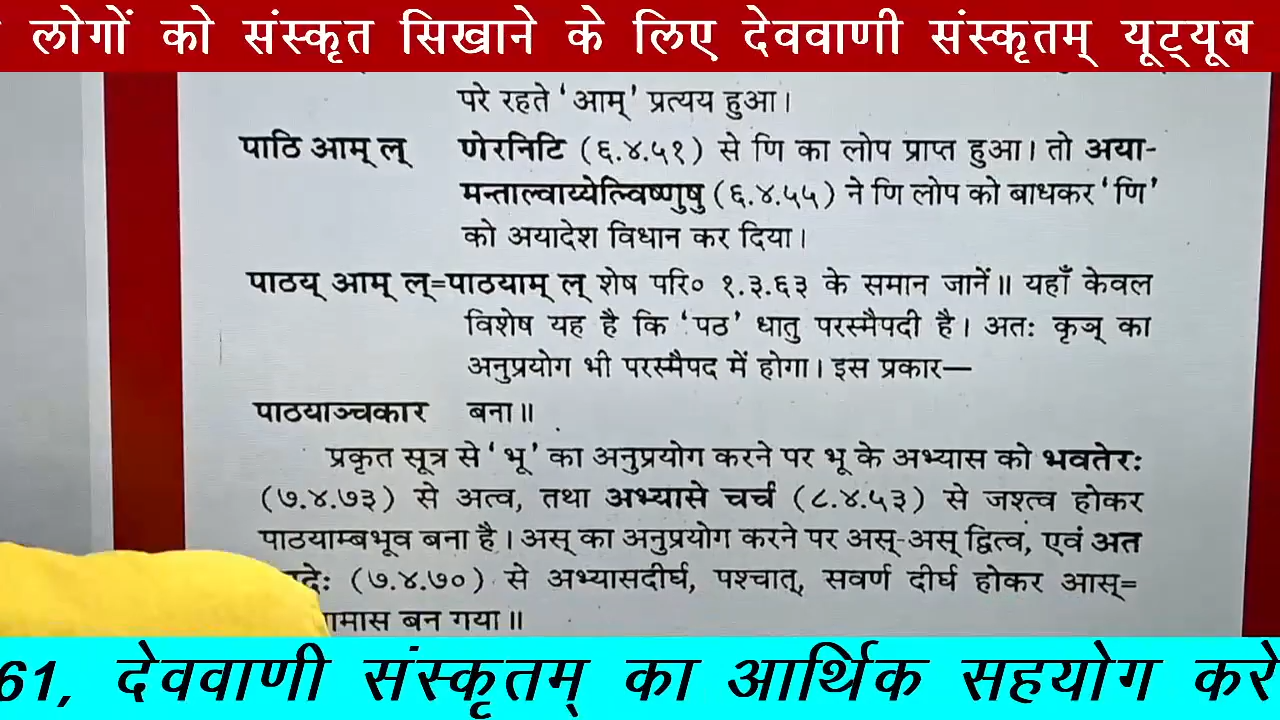 लोगों को संस्कृत सिखाने के लिए देववाणी संस्कृतम् यूट्यूब
परे रहते 'आम्' प्रत्यय हुआ।
पाठि आम् ल् णेरनिटि (६.४.५१) से णि का लोप प्राप्त हुआ। तो अया-
मन्ताल्वाय्येत्न्विष्णुषु (६.४.५५) ने णि लोप को बाधकर 'णि'
को अयादेश विधान कर दिया।
पाठय् आम् ल्=पाठयाम् ल् शेष परि० १.३.६३ के समान जानें॥ यहाँ केवल
विशेष यह है कि 'पठ' धातु परस्मैपदी है। अतः कृञ् का
अनुप्रयोग भी परस्मैपद में होगा। इस प्रकार—
पाठयाञ्चकार बना॥
प्रकृत सूत्र से 'भू' का अनुप्रयोग करने पर भू के अभ्यास को भवतेरः
(७.४.७३) से अत्व, तथा अभ्यासे चर्च (८.४.५३) से जश्त्व होकर
पाठयाम्बभूव बना है। अस् का अनुप्रयोग करने पर अस्-अस् द्वित्व, एवं अत
देः (७.४.७०) से अभ्यासदीर्घ, पश्चात्, सवर्ण दीर्घ होकर आस्=
मास बन गया॥
61, देववाणी संस्कृतम् का आर्थिक सहयोग करे